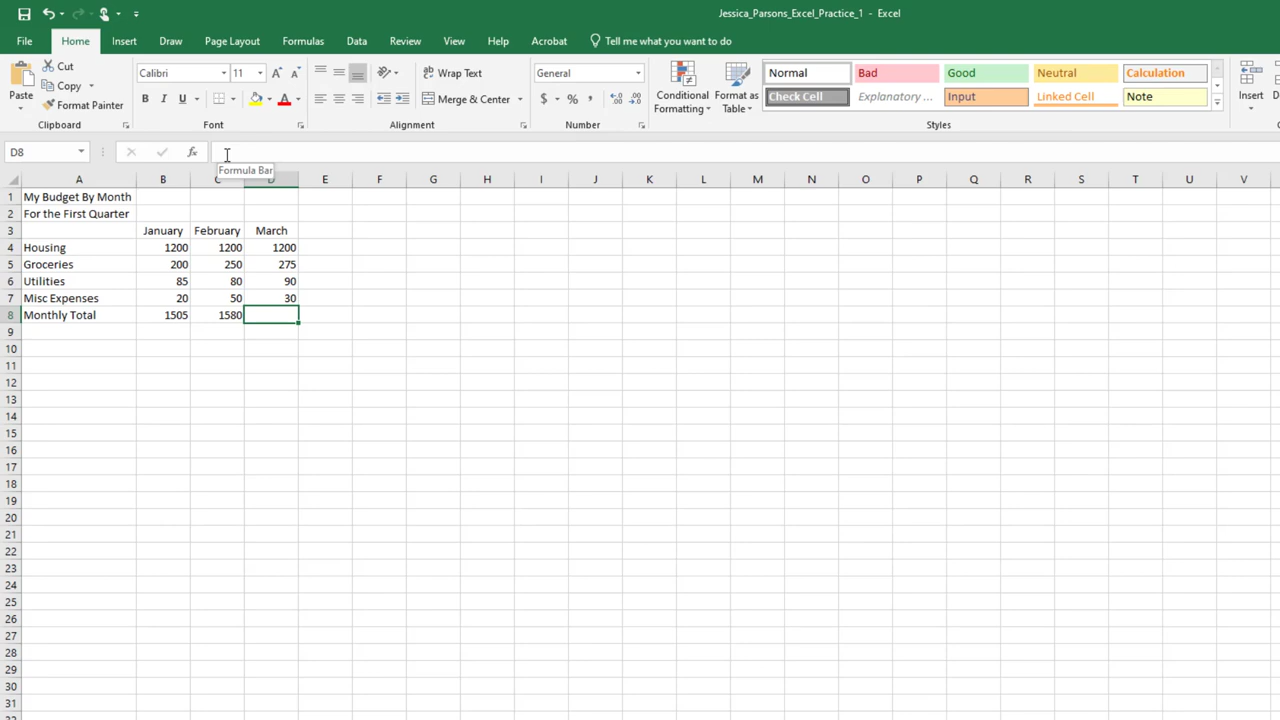 Jessica_Parsons_Excel_Practice_1 - Excel
File Home Insert Draw Page Layout Formulas Data Review View Help Acrobat Tell me what you want to do
Paste
Cut
Copy
Format Painter
Clipboard
Calibri 11
B I U
Font
Wrap Text
Merge & Center
Alignment
General
$ % ,
Number
Conditional Formatting
Format as Table
Normal Bad Good Neutral Calculation
Check Cell Explanatory ... Input Linked Cell Note
Styles
Insert
D8 fx
Formula Bar
A B C D E F G H I J K L M N O P Q R S T U V
1 My Budget By Month
2 For the First Quarter
3 January February March
4 Housing 1200 1200 1200
5 Groceries 200 250 275
6 Utilities 85 80 90
7 Misc Expenses 20 50 30
8 Monthly Total 1505 1580
9
10
11
12
13
14
15
16
17
18
19
20
21
22
23
24
25
26
27
28
29
30
31